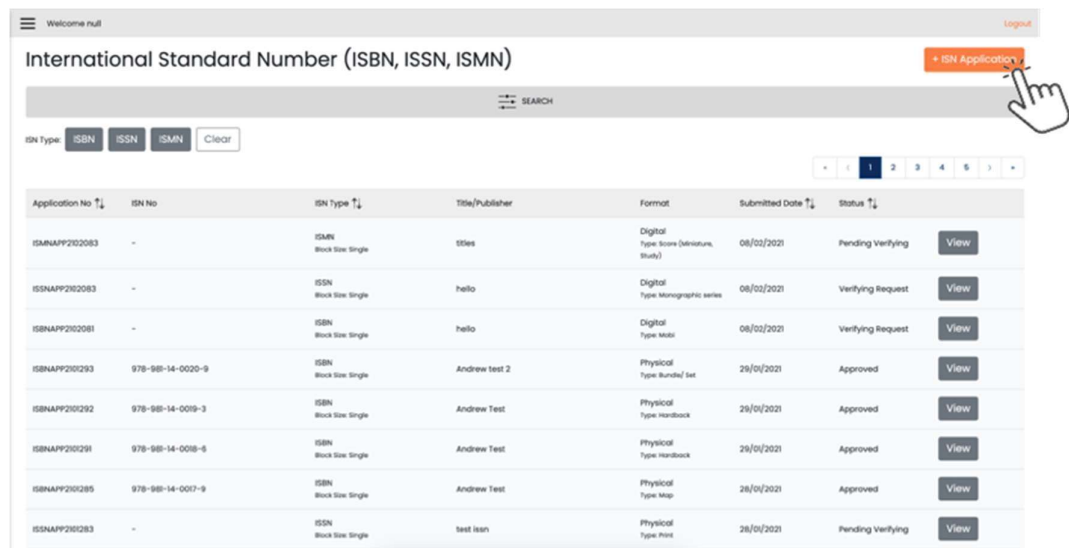 Welcome null
Logout
International Standard Number (ISBN, ISSN, ISMN)
+ ISN Application
SEARCH
ISN Type: ISBN ISSN ISMN Clear
« ‹ 1 2 3 4 5 › »
Application No ISN No ISN Type Title/Publisher Format Submitted Date Status
ISMNAPP2102083 - ISMN titles Digital 08/02/2021 Pending Verifying View
Block Size: Single Type: Score (Miniature, Study)
ISSNAPP2102083 - ISSN hello Digital 08/02/2021 Verifying Request View
Block Size: Single Type: Monographic series
ISBNAPP2102081 - ISBN hello Digital 08/02/2021 Verifying Request View
Block Size: Single Type: Mobi
ISBNAPP2101293 978-981-14-0020-9 ISBN Andrew test 2 Physical 29/01/2021 Approved View
Block Size: Single Type: Bundle/ Set
ISBNAPP2101292 978-981-14-0019-3 ISBN Andrew Test Physical 29/01/2021 Approved View
Block Size: Single Type: Hardback
ISBNAPP2101291 978-981-14-0018-6 ISBN Andrew Test Physical 29/01/2021 Approved View
Block Size: Single Type: Hardback
ISBNAPP2101285 978-981-14-0017-9 ISBN Andrew Test Physical 28/01/2021 Approved View
Block Size: Single Type: Map
ISSNAPP2101283 - ISSN test issn Physical 28/01/2021 Pending Verifying View
Block Size: Single Type: Print